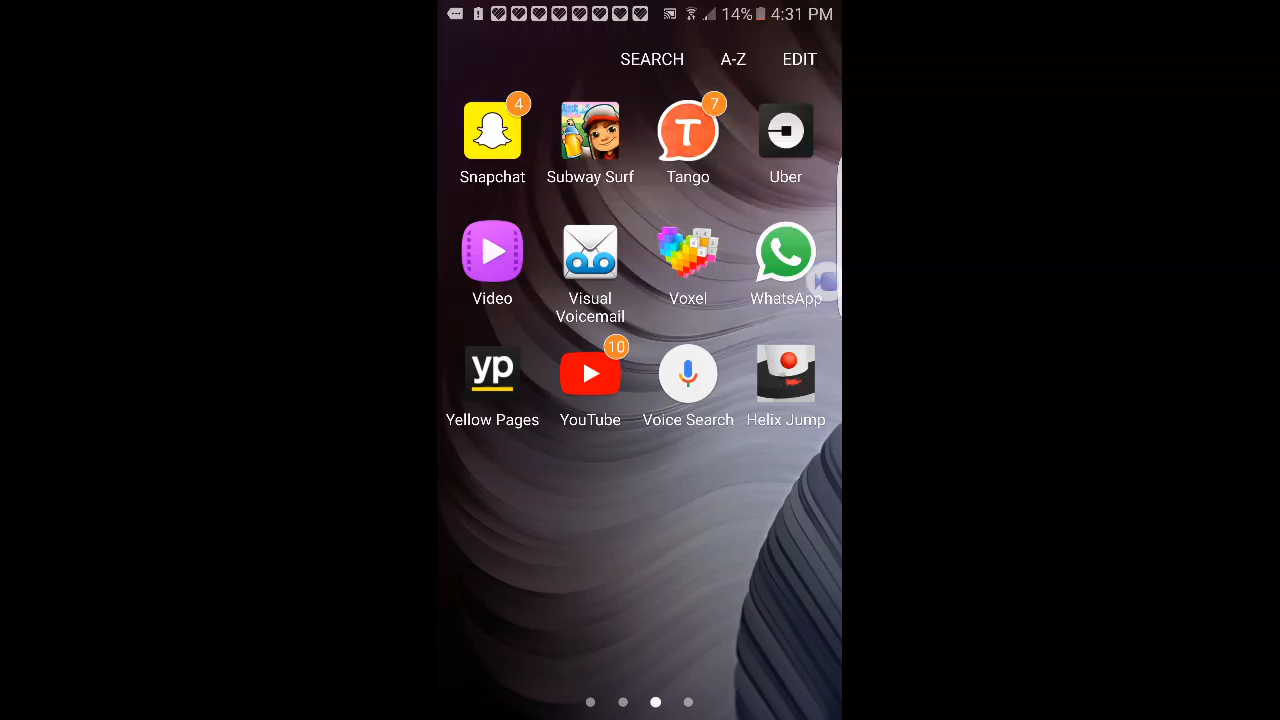 14% 4:31 PM
SEARCH A-Z EDIT
4 7
T
Snapchat Subway Surf Tango Uber
Video Visual Voicemail Voxel WhatsApp
10
yp
Yellow Pages YouTube Voice Search Helix Jump